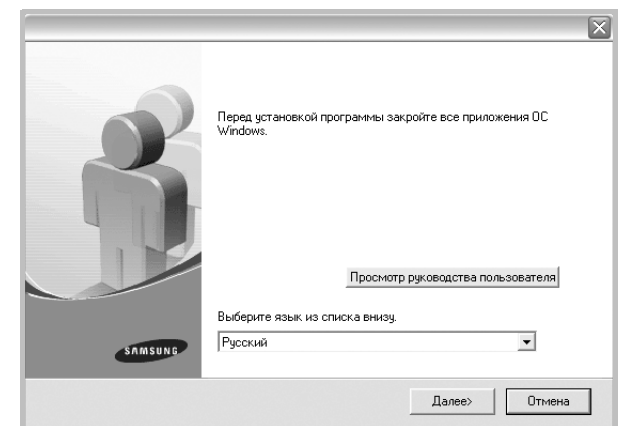 Перед установкой программы закройте все приложения ОС
Windows.
Просмотр руководства пользователя
Выберите язык из списка внизу.
Русский
SAMSUNG
Далее>
Отмена